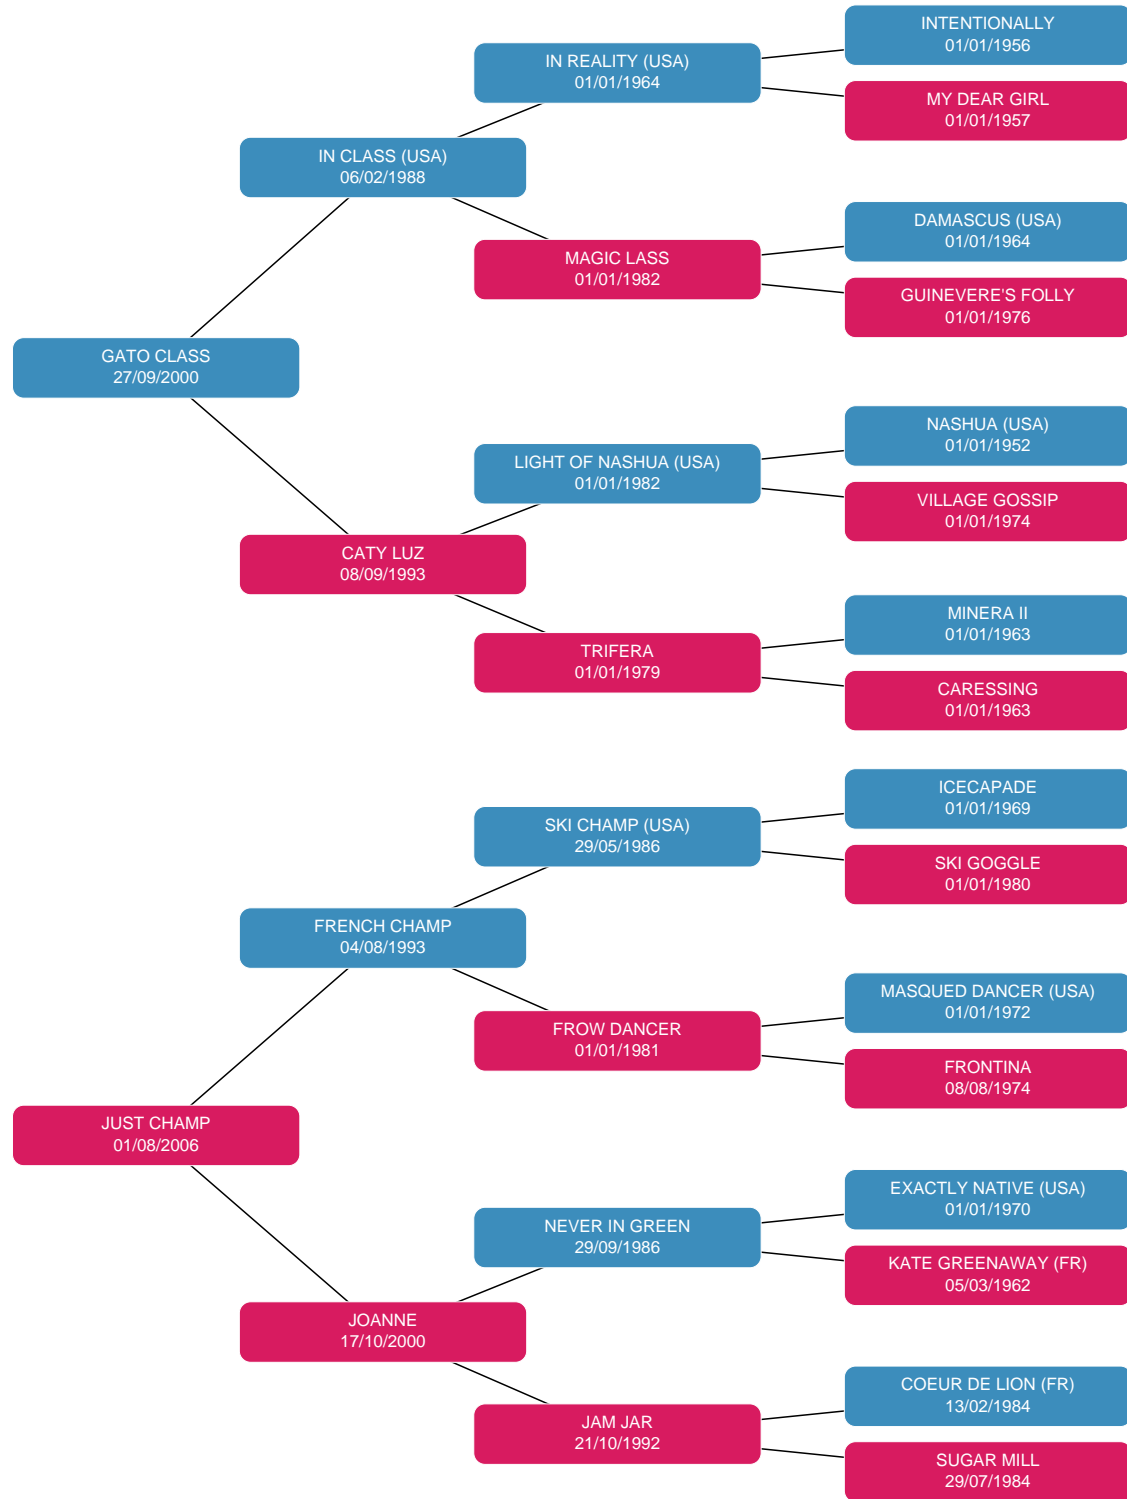 INTENTIONALLY
01/01/1956
IN REALITY (USA)
01/01/1964
MY DEAR GIRL
01/01/1957
IN CLASS (USA)
06/02/1988
DAMASCUS (USA)
01/01/1964
MAGIC LASS
01/01/1982
GUINEVERE'S FOLLY
01/01/1976
GATO CLASS
27/09/2000
NASHUA (USA)
01/01/1952
LIGHT OF NASHUA (USA)
01/01/1982
VILLAGE GOSSIP
01/01/1974
CATY LUZ
08/09/1993
MINERA II
01/01/1963
TRIFERA
01/01/1979
CARESSING
01/01/1963
ICECAPADE
01/01/1969
SKI CHAMP (USA)
29/05/1986
SKI GOGGLE
01/01/1980
FRENCH CHAMP
04/08/1993
MASQUED DANCER (USA)
01/01/1972
FROW DANCER
01/01/1981
FRONTINA
08/08/1974
JUST CHAMP
01/08/2006
EXACTLY NATIVE (USA)
01/01/1970
NEVER IN GREEN
29/09/1986
KATE GREENAWAY (FR)
05/03/1962
JOANNE
17/10/2000
COEUR DE LION (FR)
13/02/1984
JAM JAR
21/10/1992
SUGAR MILL
29/07/1984